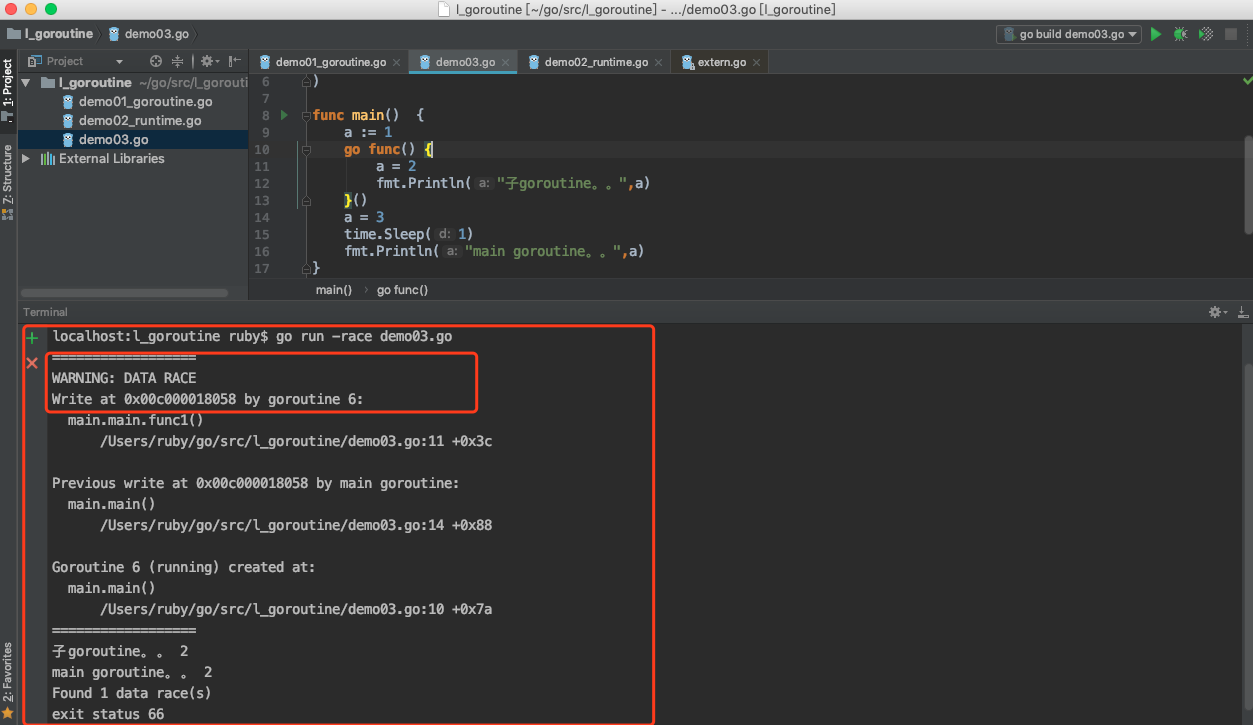 l_goroutine [~/go/src/l_goroutine] - .../demo03.go [l_goroutine]
l_goroutine demo03.go
go build demo03.go
1: Project
Z: Structure
2: Favorites
Project
demo01_goroutine.go demo03.go demo02_runtime.go extern.go
l_goroutine ~/go/src/l_gorouti
demo01_goroutine.go
demo02_runtime.go
demo03.go
External Libraries
6 )
7
8 func main() {
9 a := 1
10 go func() {
11 a = 2
12 fmt.Println( a: "子goroutine。。",a)
13 }()
14 a = 3
15 time.Sleep( d: 1)
16 fmt.Println( a: "main goroutine。。",a)
17 }
main() › go func()
Terminal
localhost:l_goroutine ruby$ go run -race demo03.go
==================
WARNING: DATA RACE
Write at 0x00c000018058 by goroutine 6:
main.main.func1()
/Users/ruby/go/src/l_goroutine/demo03.go:11 +0x3c
Previous write at 0x00c000018058 by main goroutine:
main.main()
/Users/ruby/go/src/l_goroutine/demo03.go:14 +0x88
Goroutine 6 (running) created at:
main.main()
/Users/ruby/go/src/l_goroutine/demo03.go:10 +0x7a
==================
子goroutine。。 2
main goroutine。。 2
Found 1 data race(s)
exit status 66